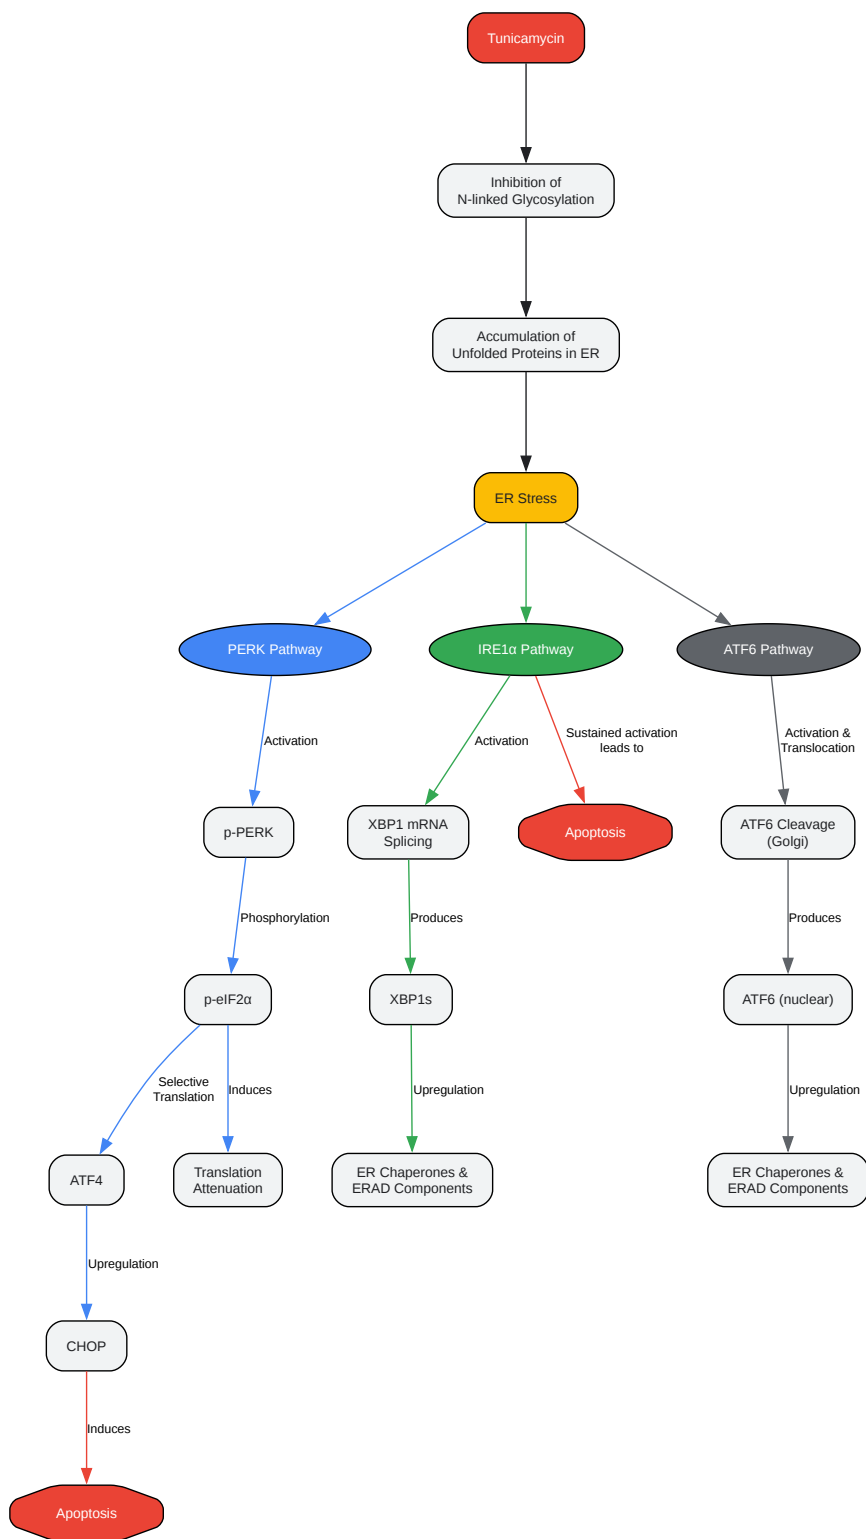 Tunicamycin
Inhibition of
N-linked Glycosylation
Accumulation of
Unfolded Proteins in ER
ER Stress
PERK Pathway
IRE1α Pathway
ATF6 Pathway
Activation
Activation
Sustained activation
leads to
Activation &
Translocation
p-PERK
XBP1 mRNA
Splicing
Apoptosis
ATF6 Cleavage
(Golgi)
Phosphorylation
Produces
Produces
p-eIF2α
XBP1s
ATF6 (nuclear)
Selective
Translation
Induces
Upregulation
Upregulation
ATF4
Translation
Attenuation
ER Chaperones &
ERAD Components
ER Chaperones &
ERAD Components
Upregulation
CHOP
Induces
Apoptosis